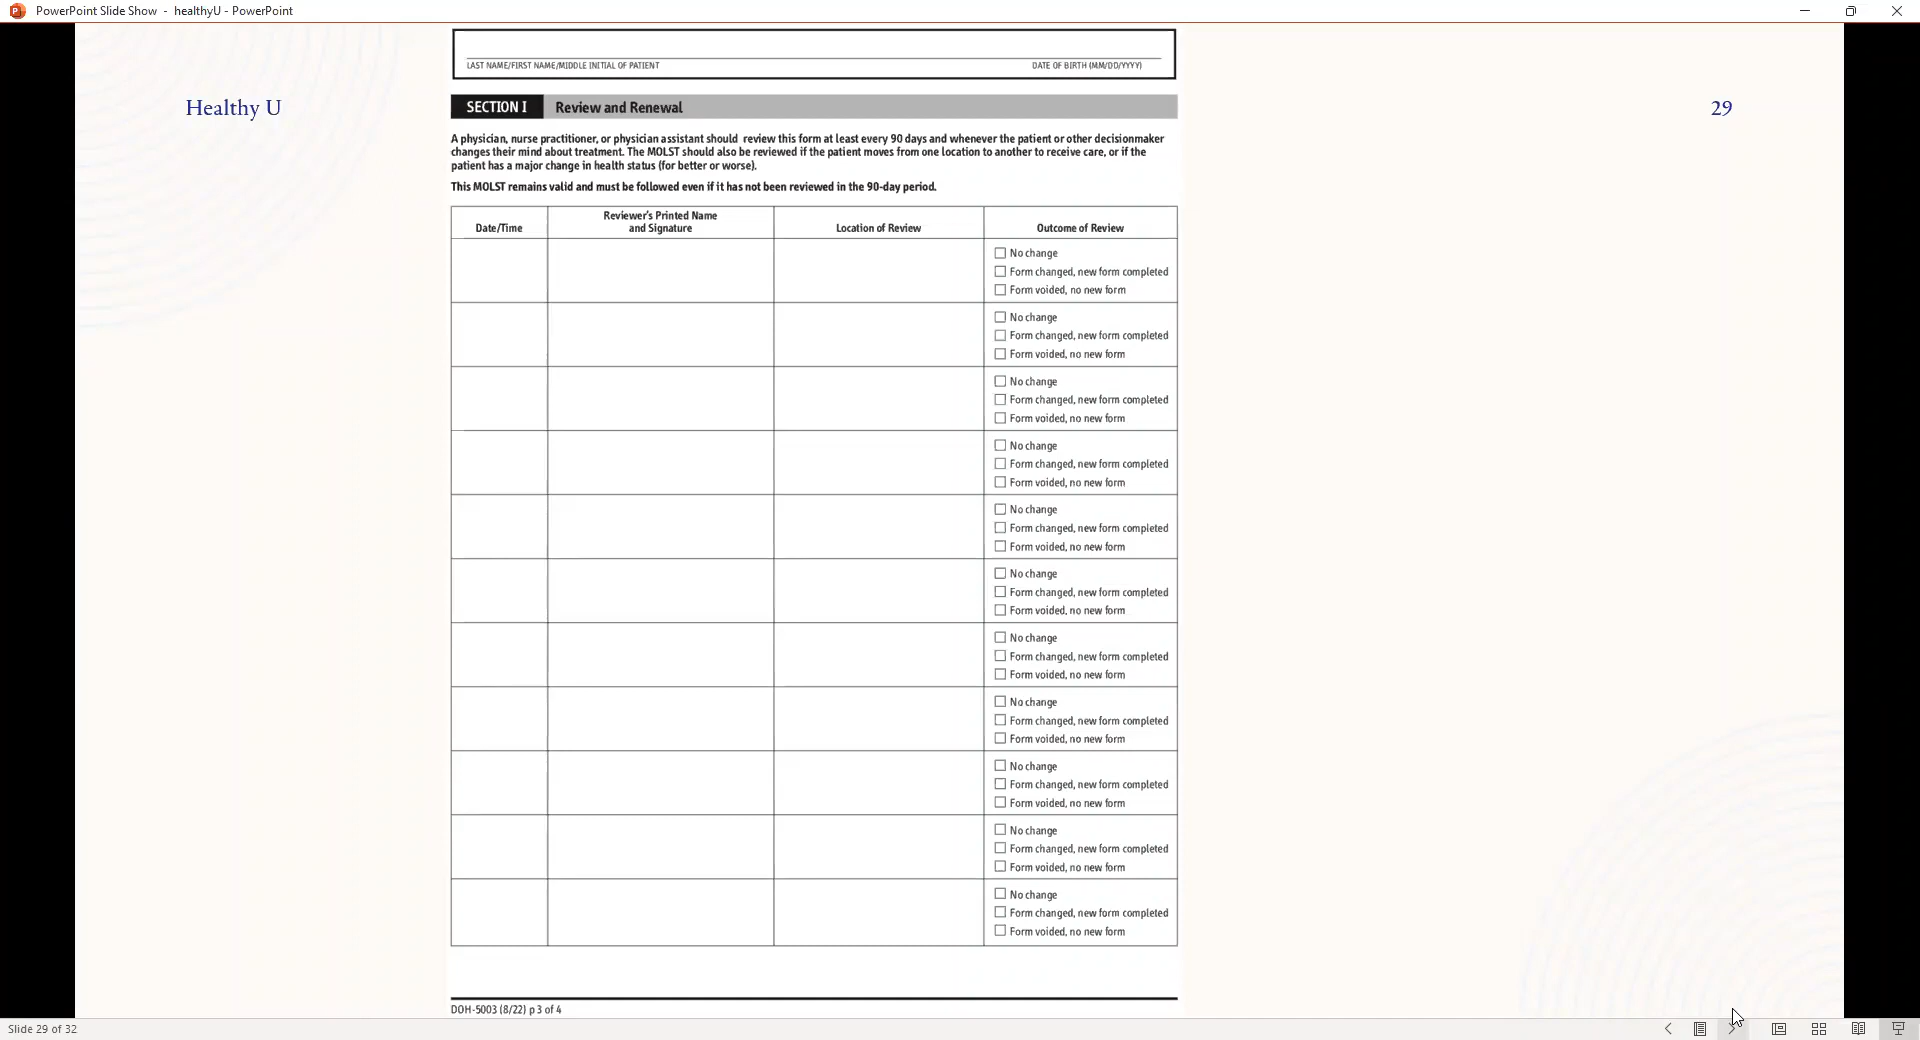 PowerPoint Slide Show - healthyU - PowerPoint
LAST NAME/FIRST NAME/MIDDLE INITIAL OF PATIENT DATE OF BIRTH (MM/DD/YYYY)
Healthy U
29
SECTION I Review and Renewal
A physician, nurse practitioner, or physician assistant should review this form at least every 90 days and whenever the patient or other decisionmaker
changes their mind about treatment. The MOLST should also be reviewed if the patient moves from one location to another to receive care, or if the
patient has a major change in health status (for better or worse).
This MOLST remains valid and must be followed even if it has not been reviewed in the 90-day period.
Date/Time
Reviewer's Printed Name
and Signature
Location of Review
Outcome of Review
No change
Form changed, new form completed
Form voided, no new form
No change
Form changed, new form completed
Form voided, no new form
No change
Form changed, new form completed
Form voided, no new form
No change
Form changed, new form completed
Form voided, no new form
No change
Form changed, new form completed
Form voided, no new form
No change
Form changed, new form completed
Form voided, no new form
No change
Form changed, new form completed
Form voided, no new form
No change
Form changed, new form completed
Form voided, no new form
No change
Form changed, new form completed
Form voided, no new form
No change
Form changed, new form completed
Form voided, no new form
No change
Form changed, new form completed
Form voided, no new form
DOH-5003 (8/22) p 3 of 4
Slide 29 of 32